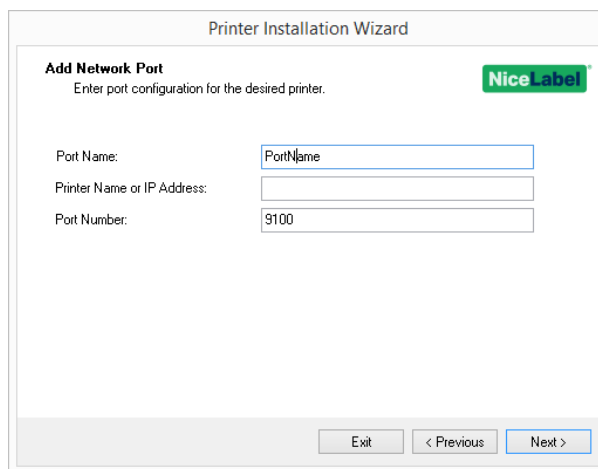 Printer Installation Wizard
Add Network Port
Enter port configuration for the desired printer.
NiceLabel®
Port Name:
PortName
Printer Name or IP Address:
Port Number:
9100
Exit
< Previous
Next >